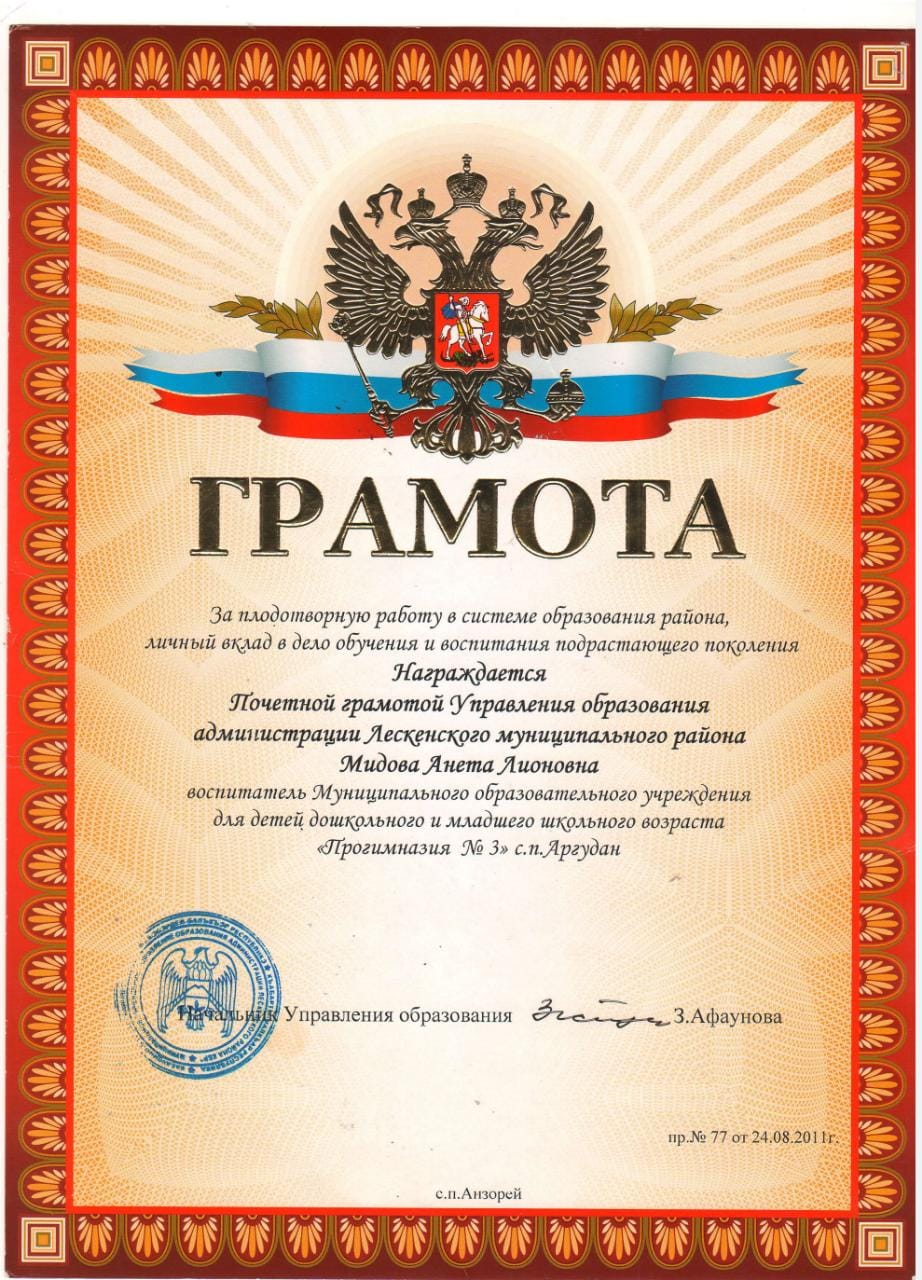 ГРАМОТА
За плодотворную работу в системе образования района,
личный вклад в дело обучения и воспитания подрастающего поколения
Награждается
Почетной грамотой Управления образования
администрации Лескенского муниципального района
Мидова Анета Лионовна
воспитатель Муниципального образовательного учреждения
для детей дошкольного и младшего школьного возраста
«Прогимназия № 3» с.п.Аргудан
Начальник Управления образования З.Афаунова
пр.№ 77 от 24.08.2011г.
с.п.Анзорей